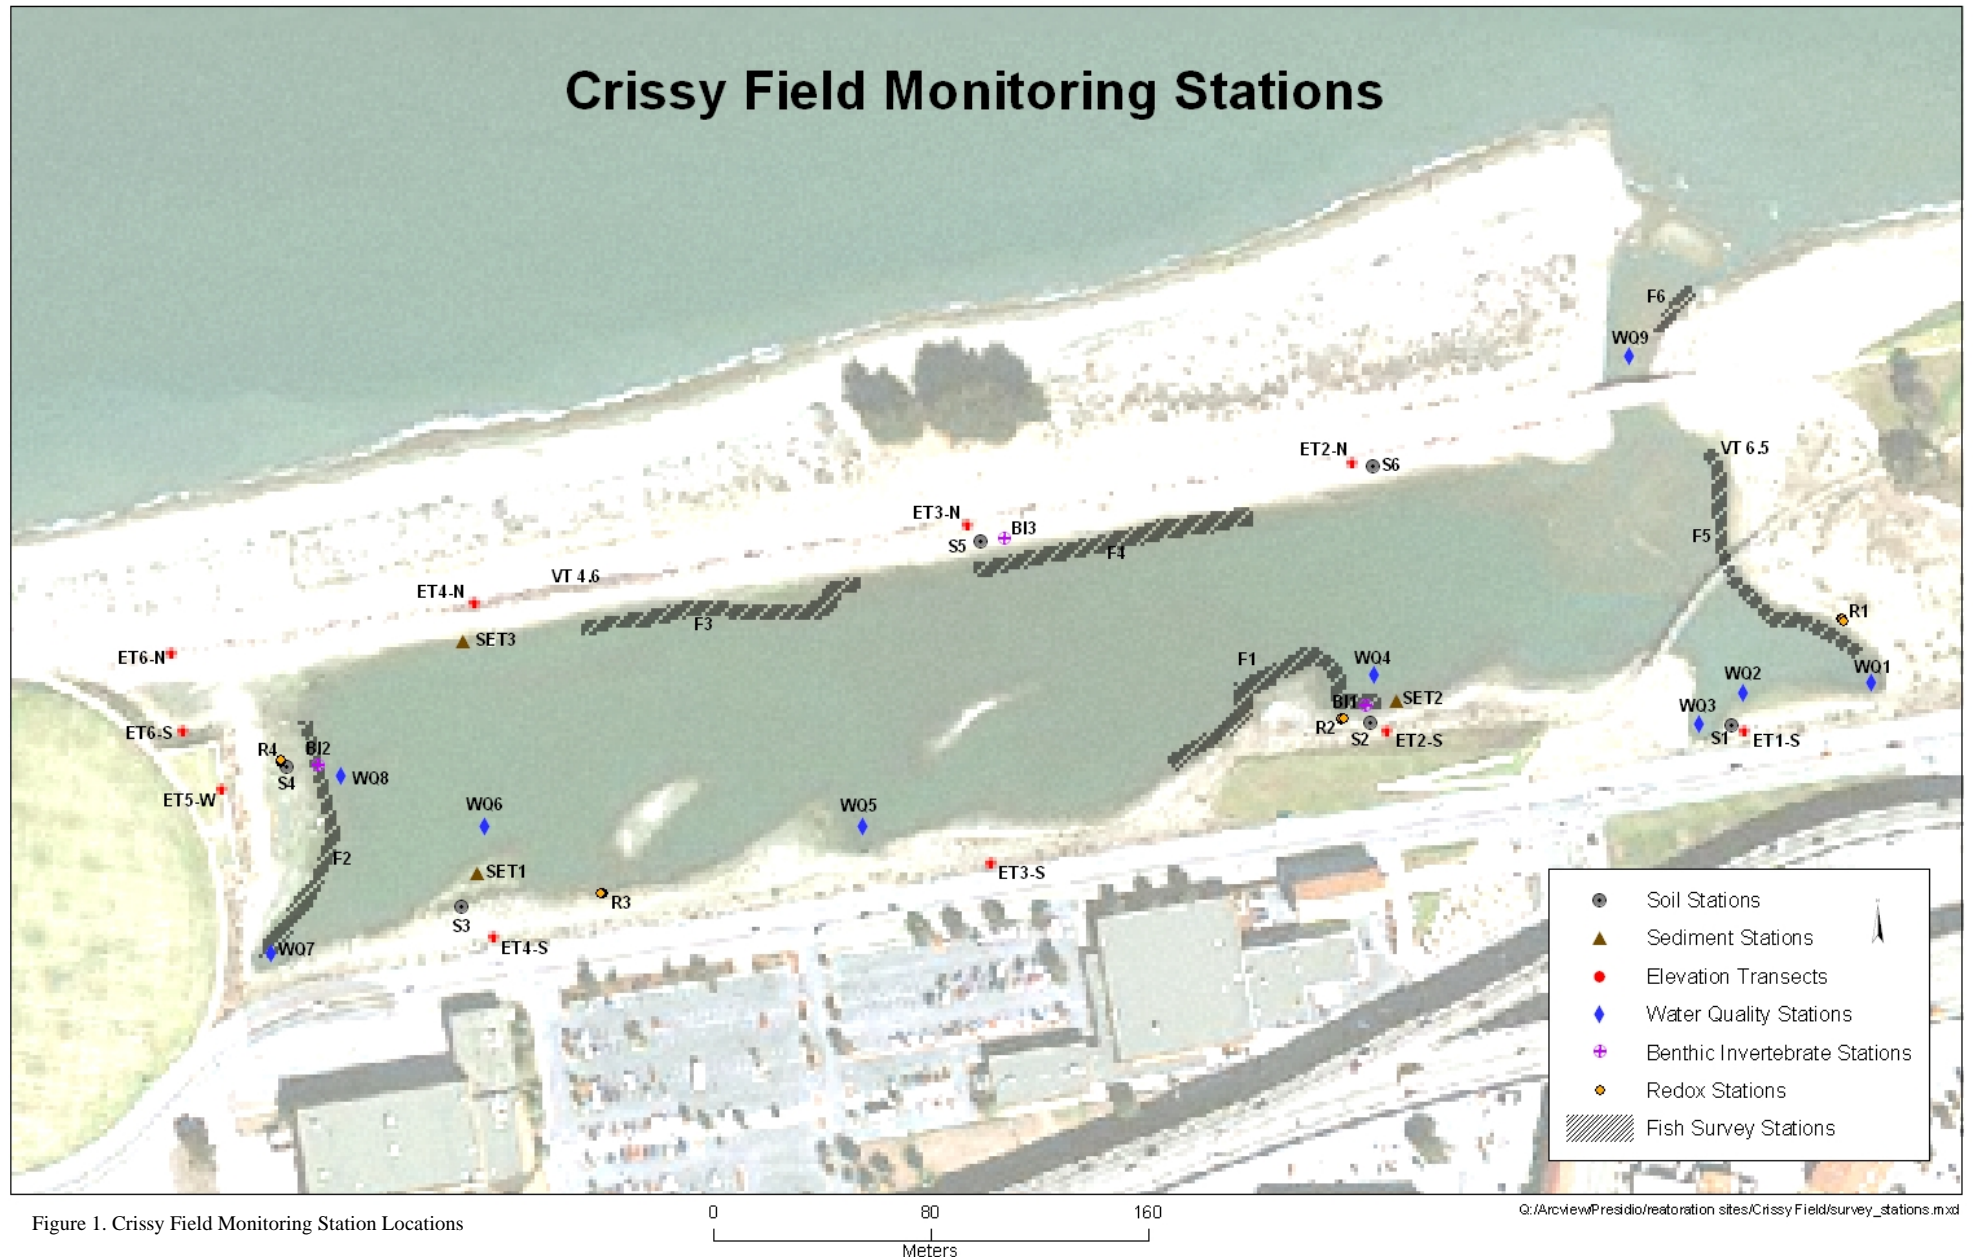 Crissy Field Monitoring Stations
F6
WQ9
VT 6.5
ET2-N
S6
ET3-N
BI3
S5
F4
F5
VT 4.6
ET4-N
F3
R1
SET3
ET6-N
F1
WQ4
WQ2
WQ1
BI1
SET2
WQ3
R2
S2
ET2-S
S1
ET1-S
ET6-S
R4
BI2
S4
WQ8
ET5-W
WQ6
WQ5
F2
SET1
ET3-S
R3
S3
ET4-S
WQ7
Soil Stations
Sediment Stations
Elevation Transects
Water Quality Stations
Benthic Invertebrate Stations
Redox Stations
Fish Survey Stations
Figure 1. Crissy Field Monitoring Station Locations
0 80 160
Meters
Q:/Arcview/Presidio/reatoration sites/Crissy Field/survey_stations.mxd